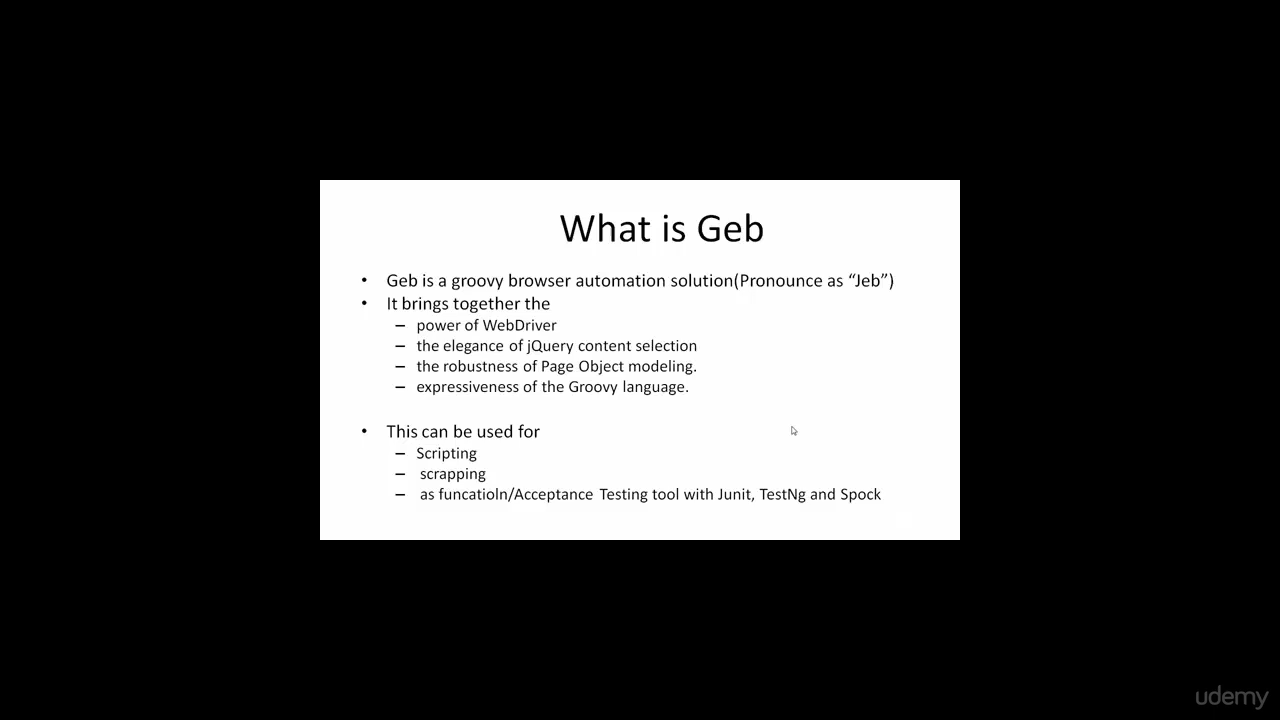 What is Geb
• Geb is a groovy browser automation solution(Pronounce as “Jeb”)
• It brings together the
– power of WebDriver
– the elegance of jQuery content selection
– the robustness of Page Object modeling.
– expressiveness of the Groovy language.
• This can be used for
– Scripting
– scrapping
– as funcatioln/Acceptance Testing tool with Junit, TestNg and Spock
udemy